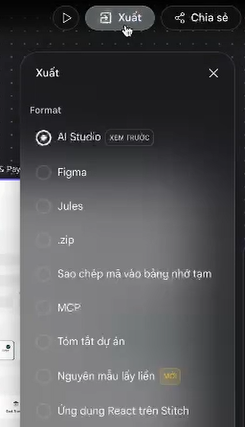 Xuất
Chia sẻ
Xuất
Format
AI Studio XEM TRƯỚC
& Pay
Figma
Jules
.zip
Sao chép mã vào bảng nhớ tạm
MCP
Tóm tắt dự án
Nguyên mẫu lấy liền MỚI
Ứng dụng React trên Stitch